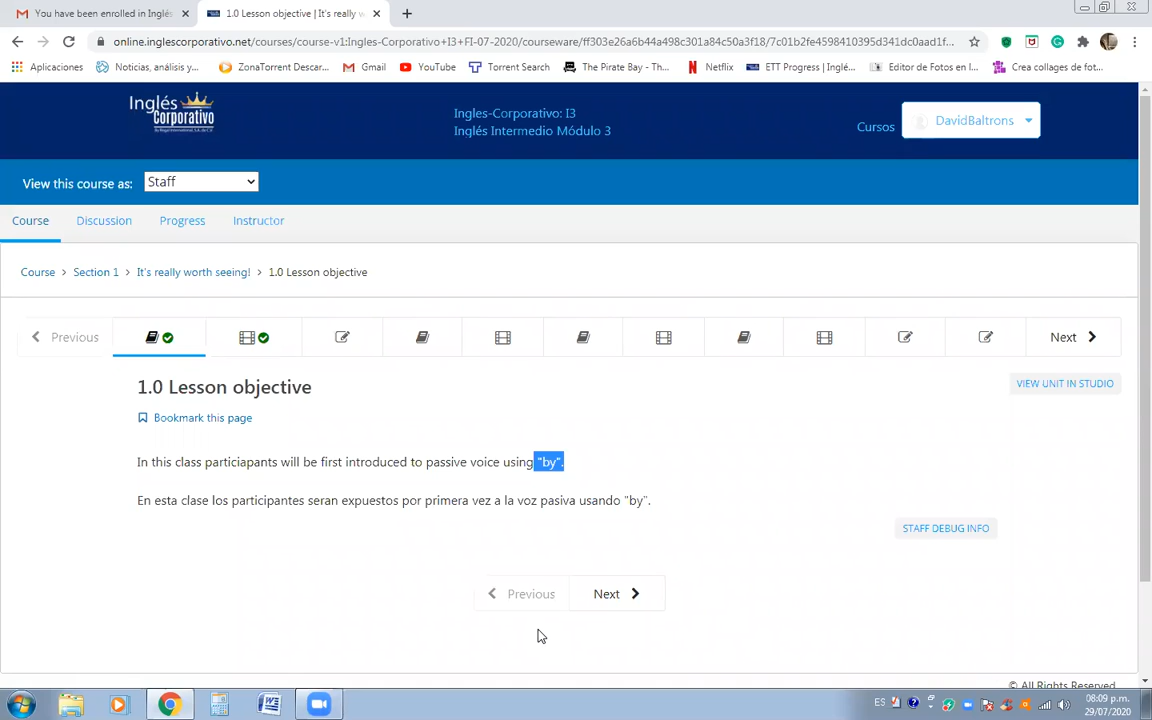 You have been enrolled in Inglés
1.0 Lesson objective | It's really w
online.inglescorporativo.net/courses/course-v1:Ingles-Corporativo+I3+FI-07-2020/courseware/ff303e26a6b44a498c301a84c50a3f18/7c01b2fe4598410395d341dc0aad1f...
Aplicaciones
Noticias, análisis y...
ZonaTorrent Descar...
Gmail
YouTube
Torrent Search
The Pirate Bay - Th...
Netflix
ETT Progress | Inglé...
Editor de Fotos en l...
Crea collages de fot...
Inglés
Corporativo
Ingles-Corporativo: I3
Inglés Intermedio Módulo 3
Cursos
DavidBaltrons
View this course as:
Staff
Course
Discussion
Progress
Instructor
Course > Section 1 > It's really worth seeing! > 1.0 Lesson objective
Previous
Next
1.0 Lesson objective
VIEW UNIT IN STUDIO
Bookmark this page
In this class particiapants will be first introduced to passive voice using "by".
En esta clase los participantes seran expuestos por primera vez a la voz pasiva usando "by".
STAFF DEBUG INFO
Previous
Next
© All Rights Reserved
ES
08:09 p.m.
29/07/2020